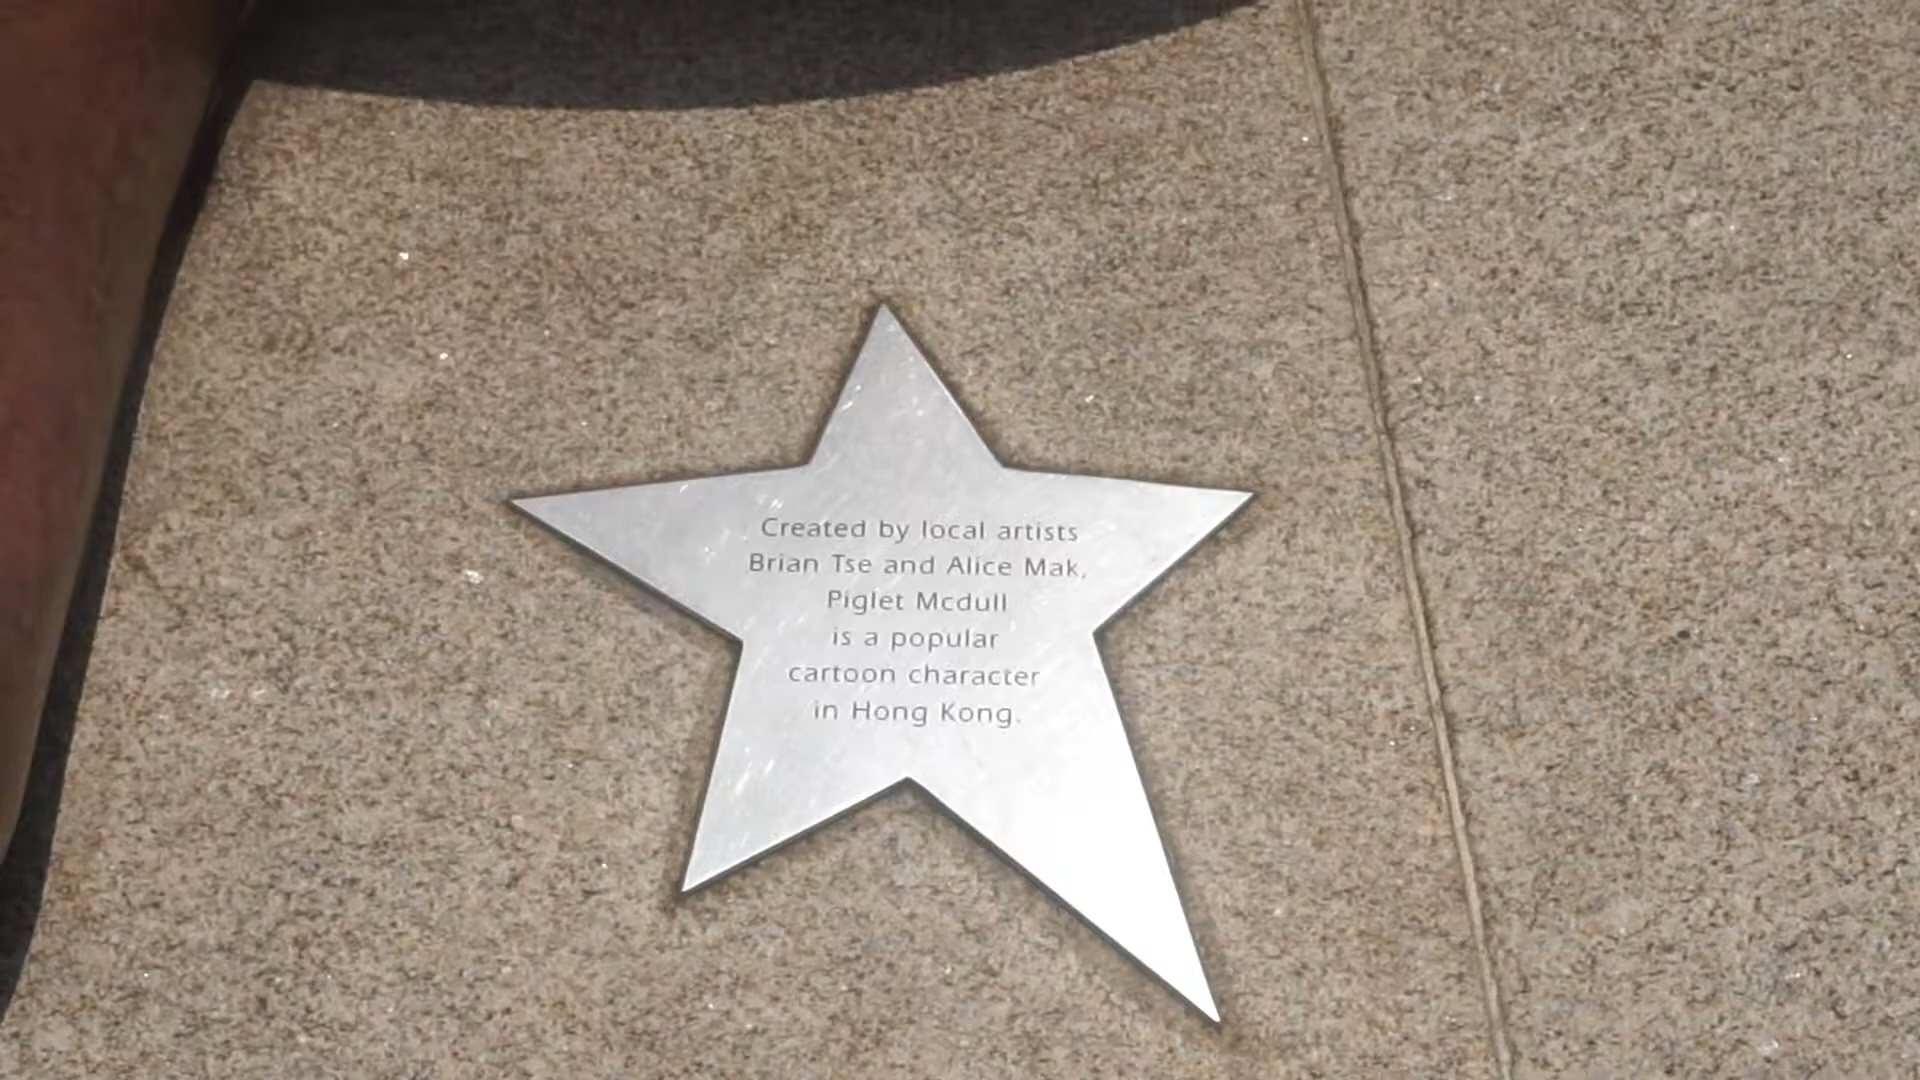 Created by local artists
Brian Tse and Alice Mak,
Piglet Mcdull
is a popular
cartoon character
in Hong Kong.